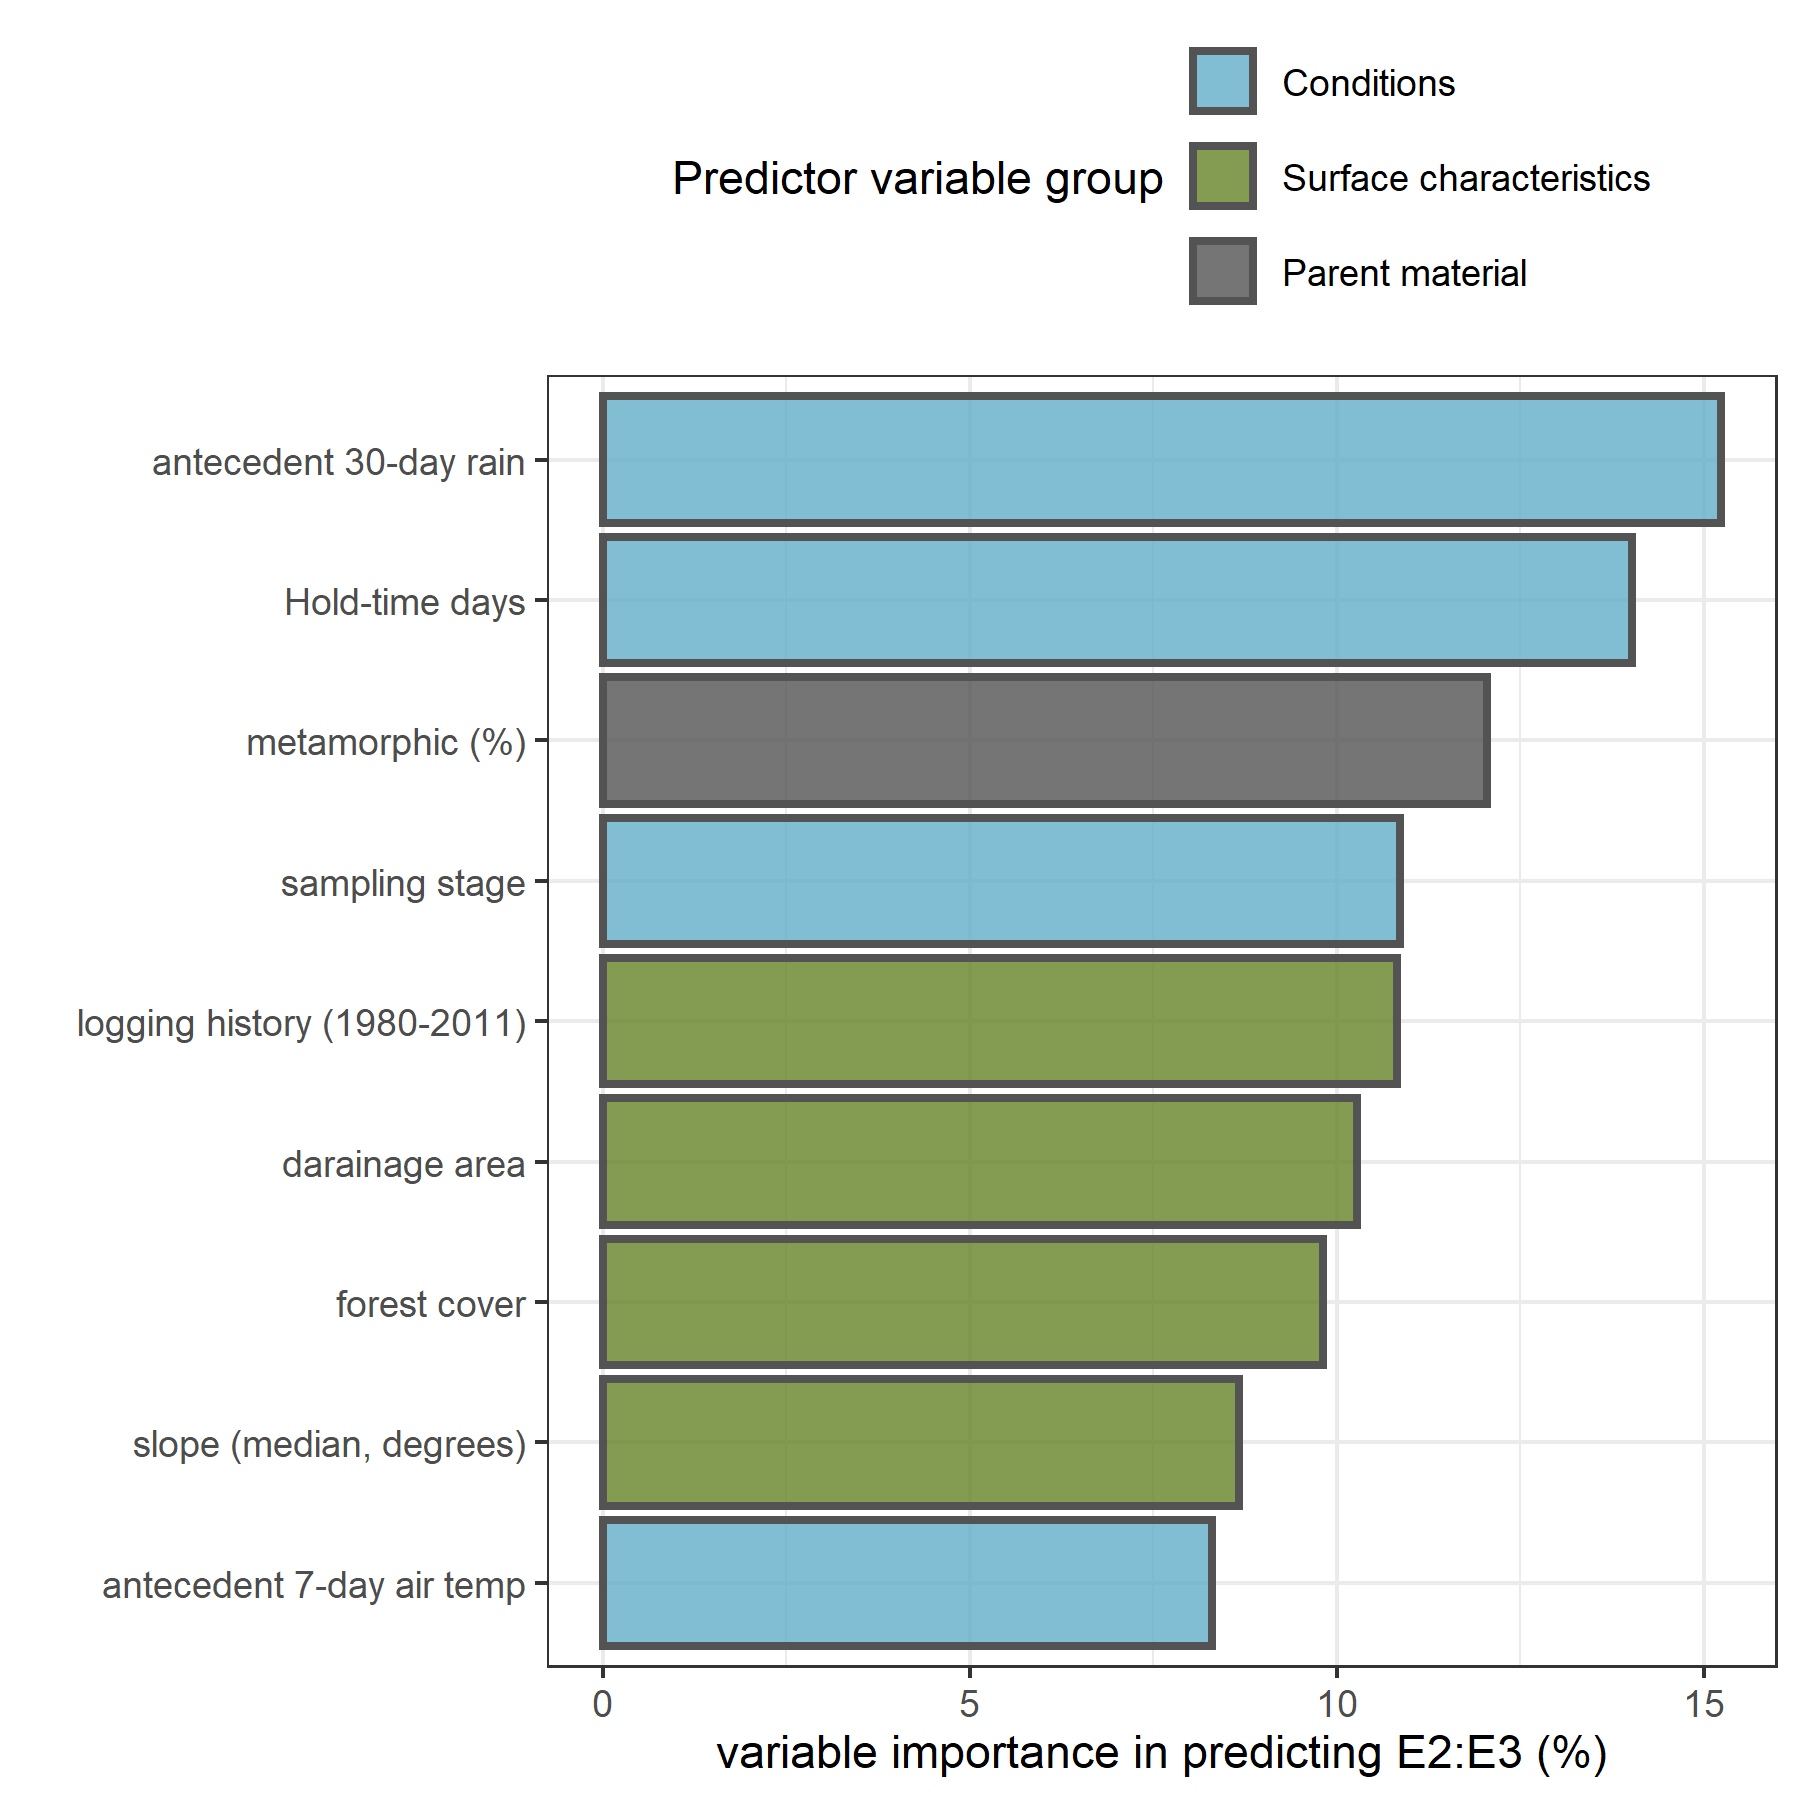 Conditions
Predictor variable group
Surface characteristics
Parent material
antecedent 30-day rain
Hold-time days
metamorphic (%)
sampling stage
logging history (1980-2011)
darainage area
forest cover
slope (median, degrees)
antecedent 7-day air temp
0 5 10 15
variable importance in predicting E2:E3 (%)